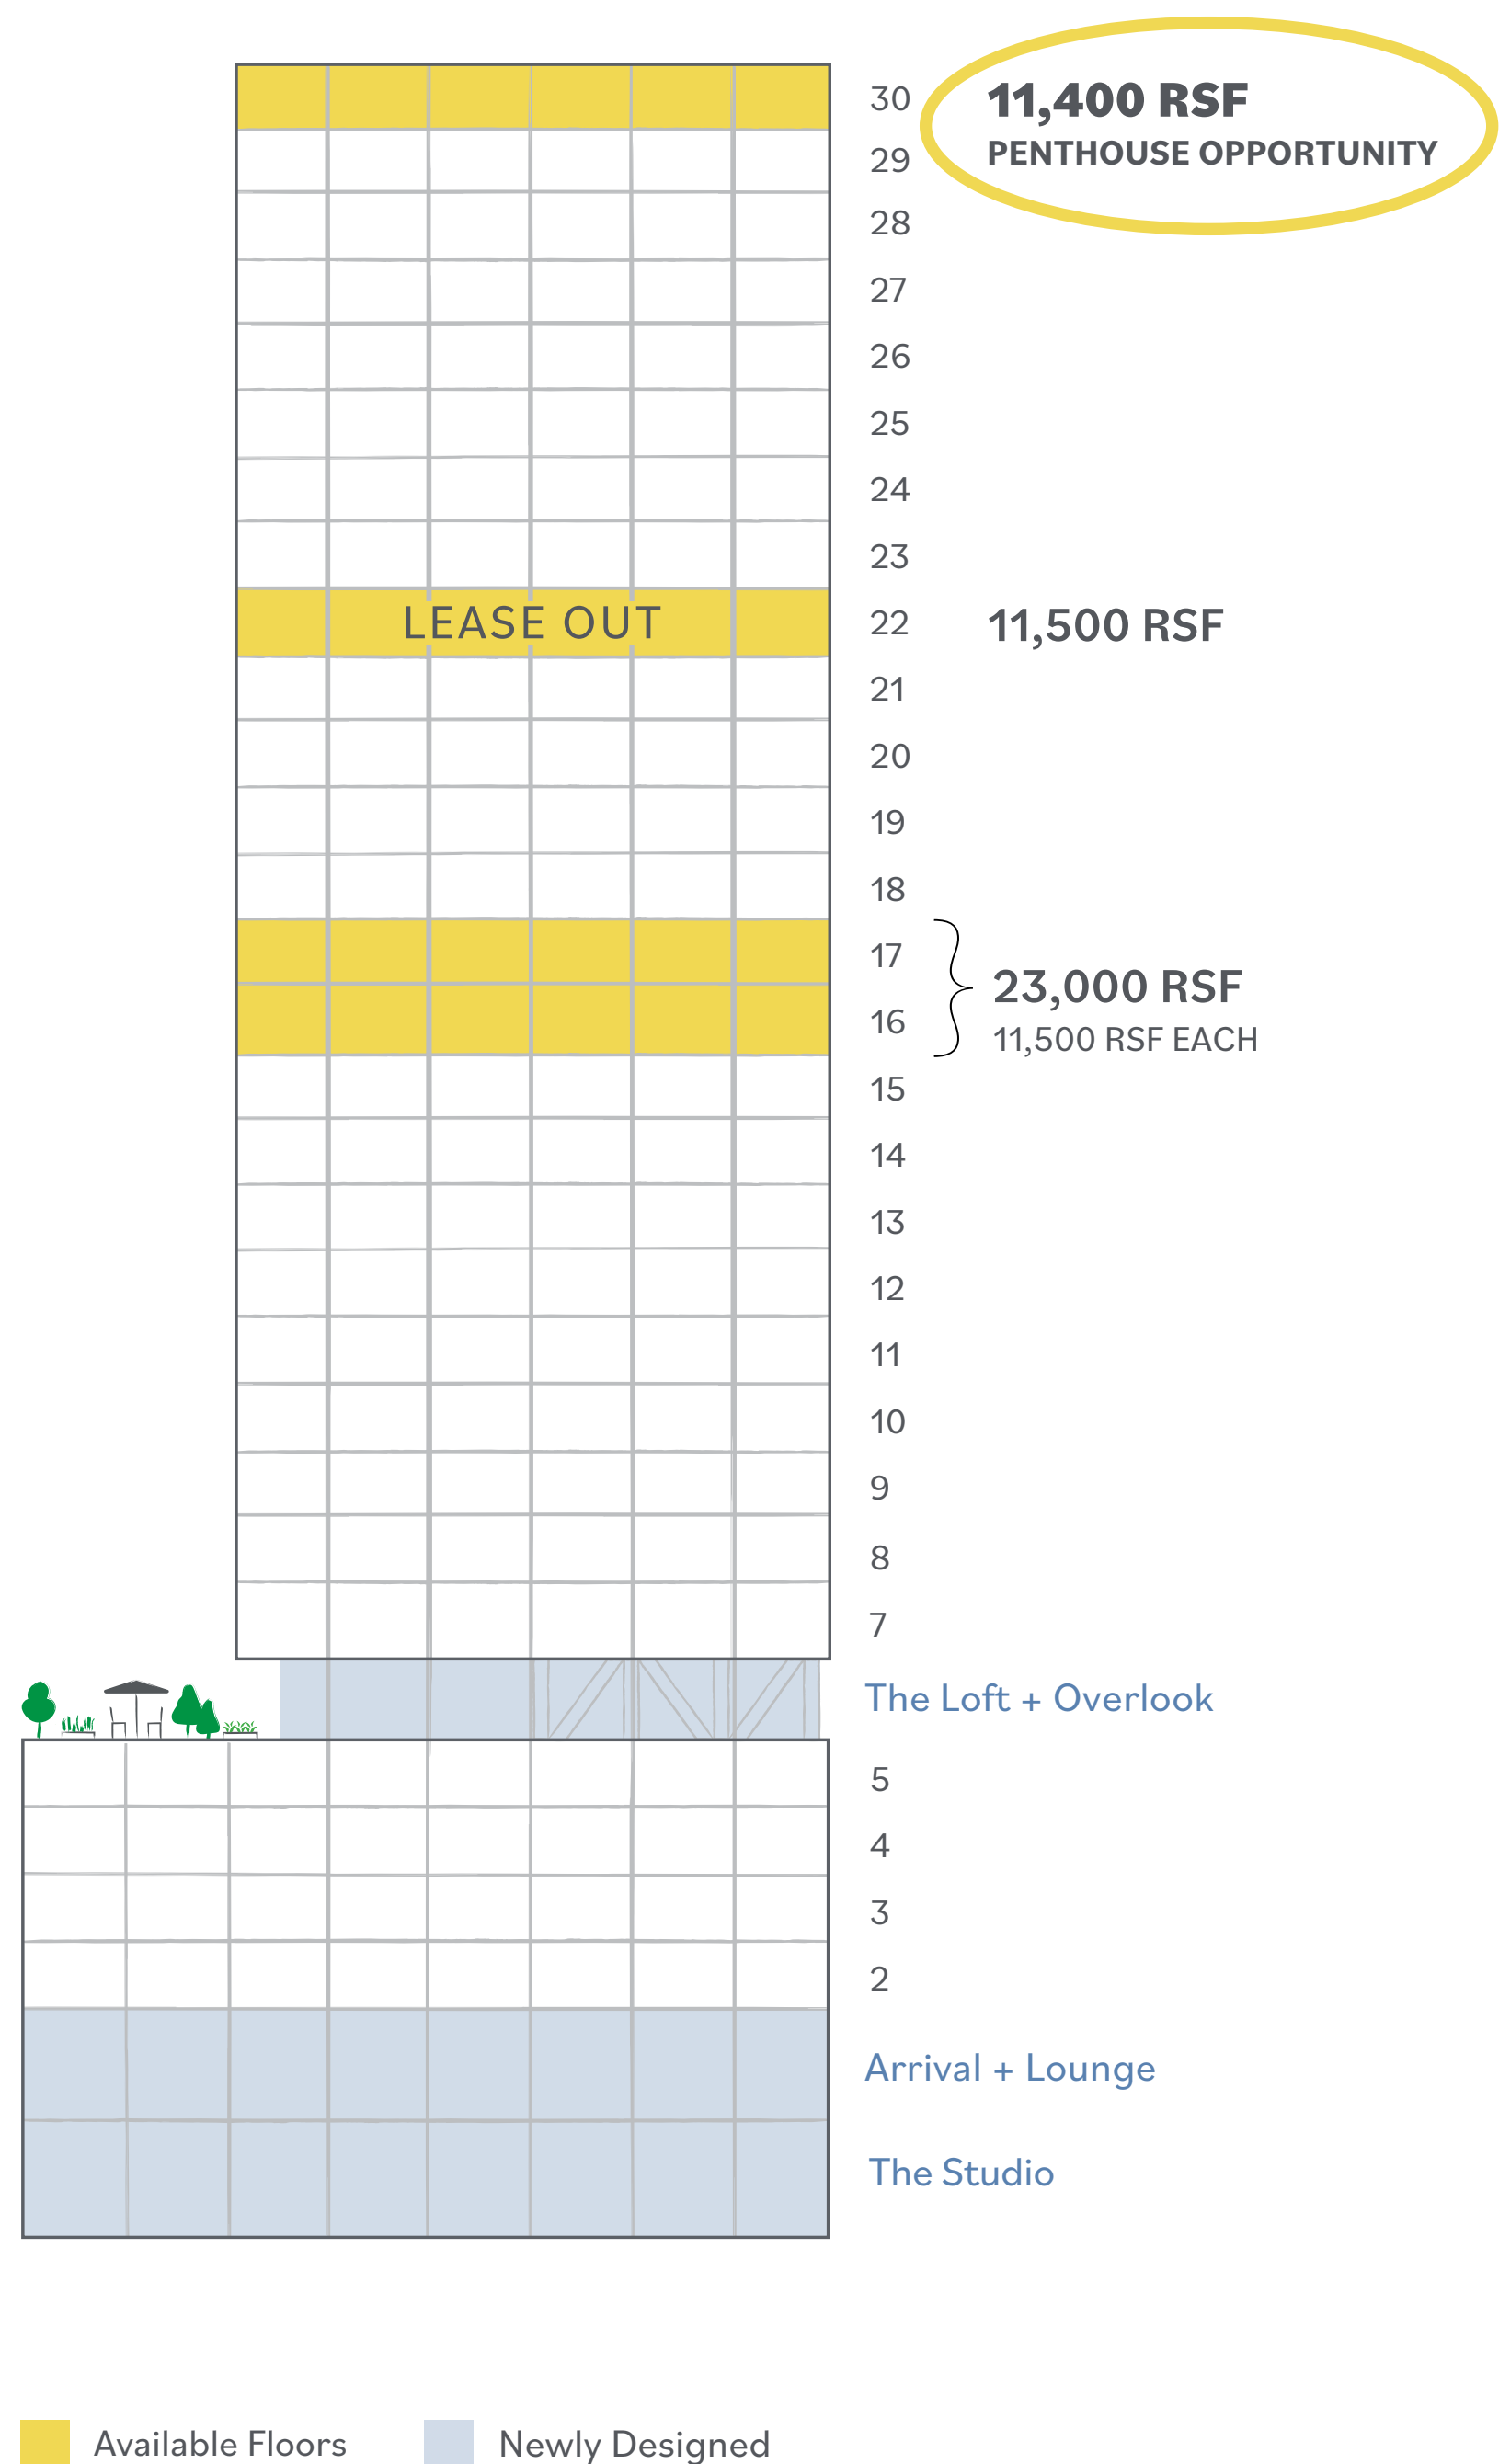 30
11,400 RSF
PENTHOUSE OPPORTUNITY
29
28
27
26
25
24
23
LEASE OUT
22
11,500 RSF
21
20
19
18
17
23,000 RSF
16
11,500 RSF EACH
15
14
13
12
11
10
9
8
7
The Loft + Overlook
5
4
3
2
Arrival + Lounge
The Studio
Available Floors
Newly Designed